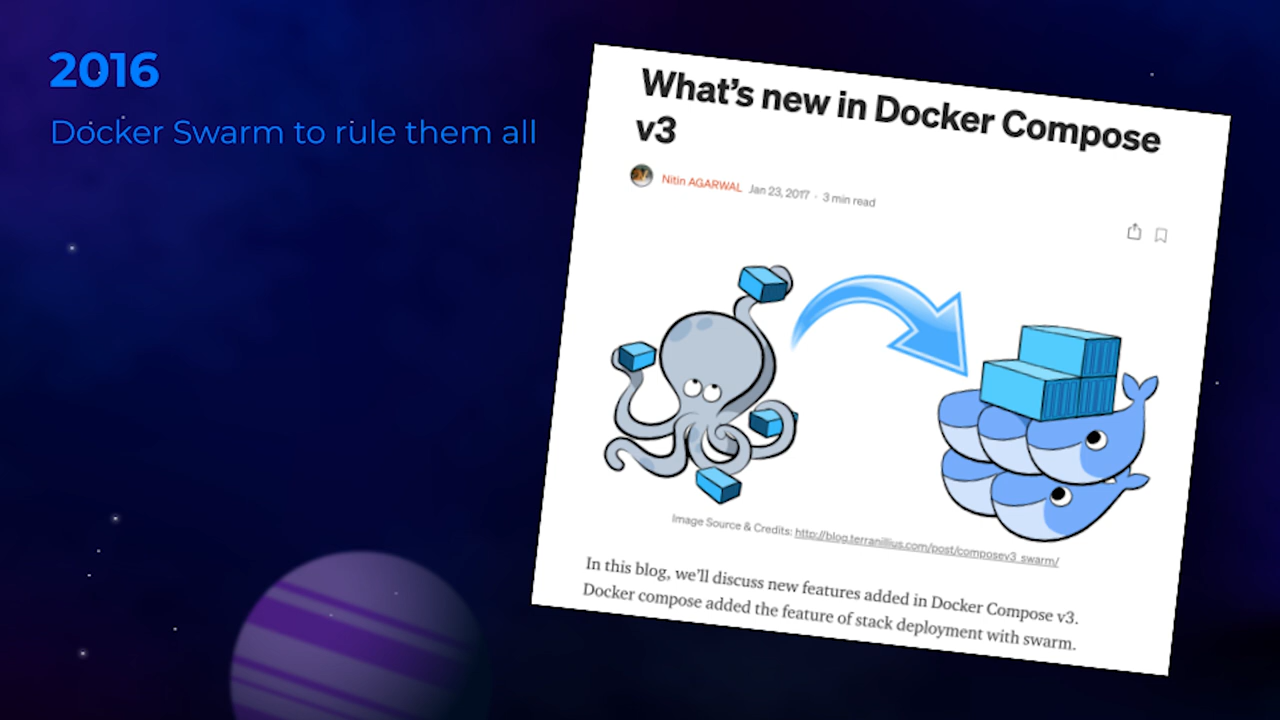 2016
Docker Swarm to rule them all
What's new in Docker Compose
v3
Nitin AGARWAL Jan 23, 2017 · 3 min read
Image Source & Credits: http://blog.terranillius.com/post/composev3_swarm/
In this blog, we'll discuss new features added in Docker Compose v3.
Docker compose added the feature of stack deployment with swarm.